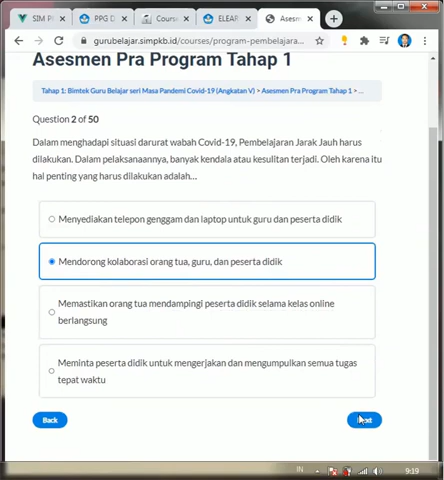 SIM P
PPG D
Course
ELEAR
Asesm
gurubelajar.simpkb.id/courses/program-pembelajara...
Asesmen Pra Program Tahap 1
Tahap 1: Bimtek Guru Belajar seri Masa Pandemi Covid-19 (Angkatan V) > Asesmen Pra Program Tahap 1 > ...
Question 2 of 50
Dalam menghadapi situasi darurat wabah Covid-19, Pembelajaran Jarak Jauh harus
dilakukan. Dalam pelaksanaannya, banyak kendala atau kesulitan terjadi. Oleh karena itu
hal penting yang harus dilakukan adalah...
Menyediakan telepon genggam dan laptop untuk guru dan peserta didik
Mendorong kolaborasi orang tua, guru, dan peserta didik
Memastikan orang tua mendampingi peserta didik selama kelas online
berlangsung
Meminta peserta didik untuk mengerjakan dan mengumpulkan semua tugas
tepat waktu
Back
Next
IN
9:19